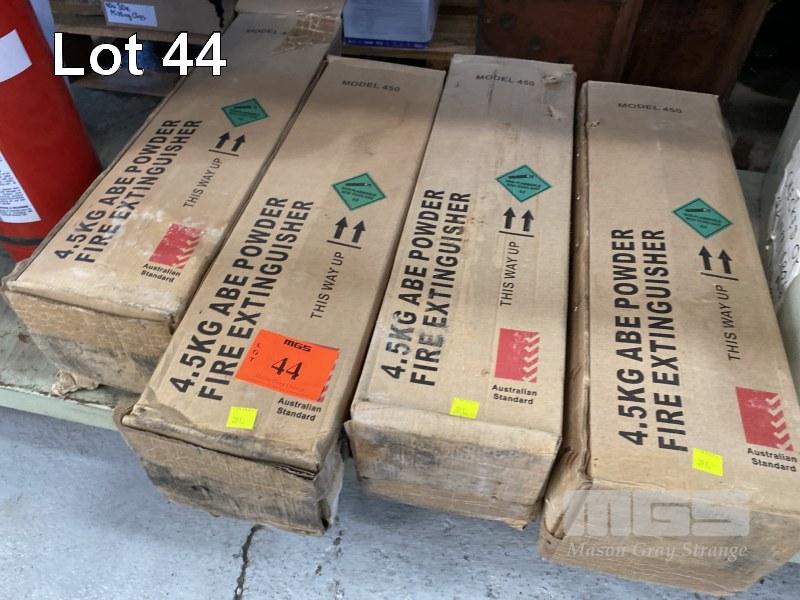 Lot 44
MODEL 450
4.5KG ABE POWDER
FIRE EXTINGUISHER
THIS WAY UP
Australian
Standard
MODEL 450
4.5KG ABE POWDER
FIRE EXTINGUISHER
THIS WAY UP
MGS
LOT
44
Australian
Standard
MODEL 450
4.5KG ABE POWDER
FIRE EXTINGUISHER
THIS WAY UP
Australian
Standard
MODEL 450
4.5KG ABE POWDER
FIRE EXTINGUISHER
THIS WAY UP
Australian
Standard
MGS
Mason Gray Strange